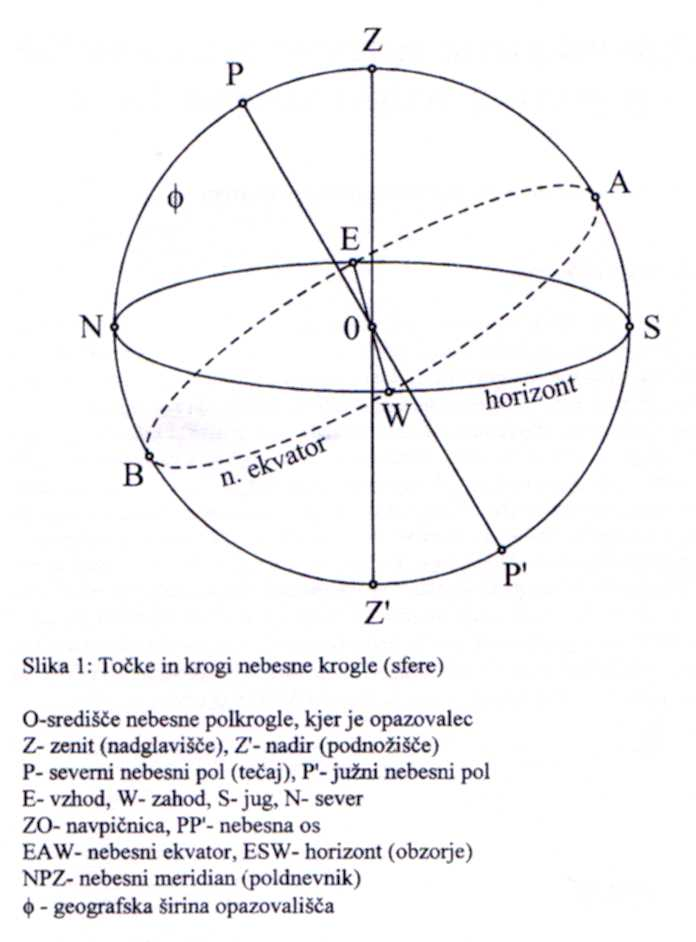 Z
P
A
ϕ
E
N
0
S
W
horizont
n. ekvator
B
P'
Z'
Slika 1: Točke in krogi nebesne krogle (sfere)
O-središče nebesne polkrogle, kjer je opazovalec
Z- zenit (nadglavišče), Z'- nadir (podnožišče)
P- severni nebesni pol (tečaj), P'- južni nebesni pol
E- vzhod, W- zahod, S- jug, N- sever
ZO- navpičnica, PP'- nebesna os
EAW- nebesni ekvator, ESW- horizont (obzorje)
NPZ- nebesni meridian (poldnevnik)
ϕ - geografska širina opazovališča